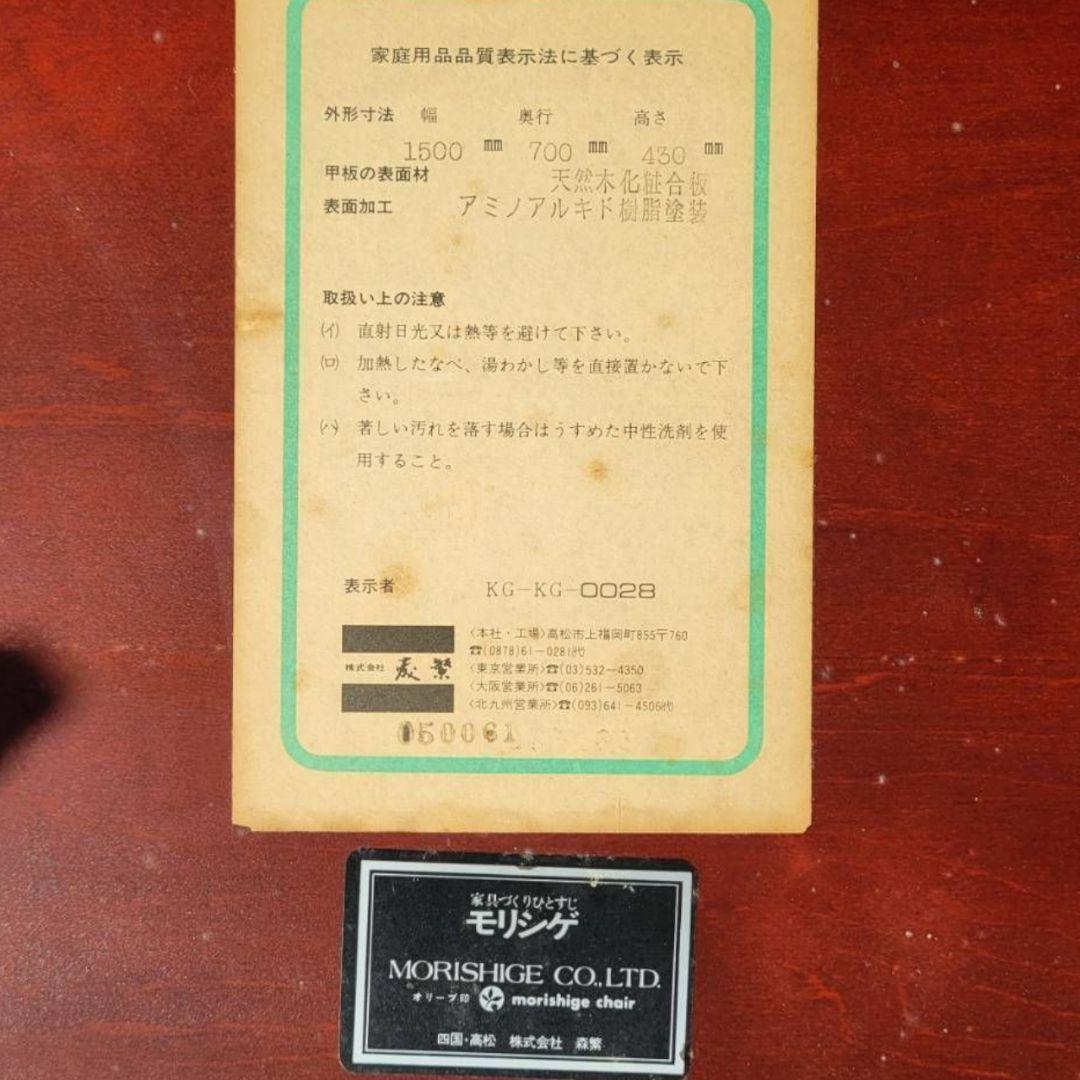 家庭用品品質表示法に基づく表示
外形寸法 幅 奥行 高さ
1500 mm 700 mm 430 mm
甲板の表面材 天然木化粧合板
表面加工 アミノアルキド樹脂塗装
取扱い上の注意
(イ) 直射日光又は熱等を避けて下さい。
(ロ) 加熱したなべ、湯わかし等を直接置かないで下
さい。
(ハ) 著しい汚れを落す場合はうすめた中性洗剤を使
用すること。
表示者 KG-KG-0028
〈本社・工場〉高松市上福岡町855〒760
☎(0878)61-0281㈹
株式会社 森繁 〈東京営業所〉☎(03)532-4350
〈大阪営業所〉☎(06)261-5063
〈北九州営業所〉☎(093)641-4506㈹
050061
家具づくりひとすじ
モリシゲ
MORISHIGE CO.,LTD.
オリーブ印 morishige chair
四国・高松 株式会社 森繁